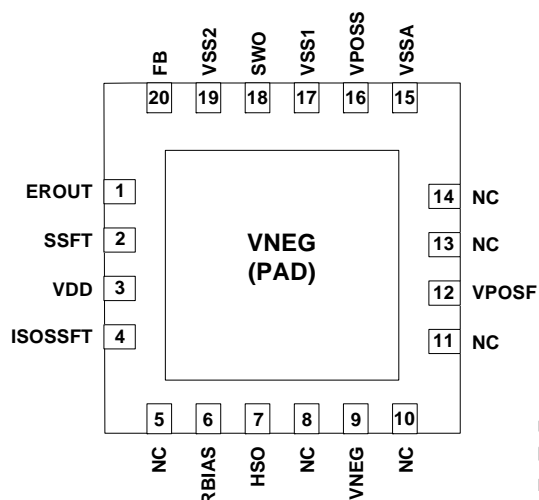 FB
VSS2
SWO
VSS1
VPOSS
VSSA
20
19
18
17
16
15
EROUT 1
SSFT 2
VDD 3
ISOSSFT 4
VNEG
(PAD)
14 NC
13 NC
12 VPOSF
11 NC
5
6
7
8
9
10
NC
RBIAS
HSO
NC
VNEG
NC